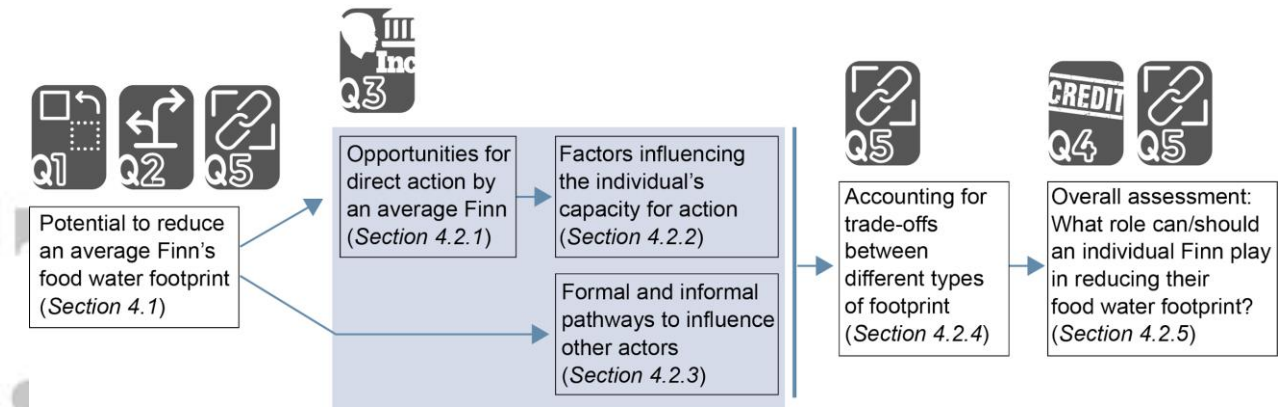 Inc
Q3
Q1
Q2
Q5
Potential to reduce
an average Finn's
food water footprint
(Section 4.1)
Opportunities for
direct action by
an average Finn
(Section 4.2.1)
Factors influencing
the individual's
capacity for action
(Section 4.2.2)
Formal and informal
pathways to influence
other actors
(Section 4.2.3)
Q5
Accounting for
trade-offs
between
different types
of footprint
(Section 4.2.4)
CREDIT
Q4
Q5
Overall assessment:
What role can/should
an individual Finn play
in reducing their
food water footprint?
(Section 4.2.5)